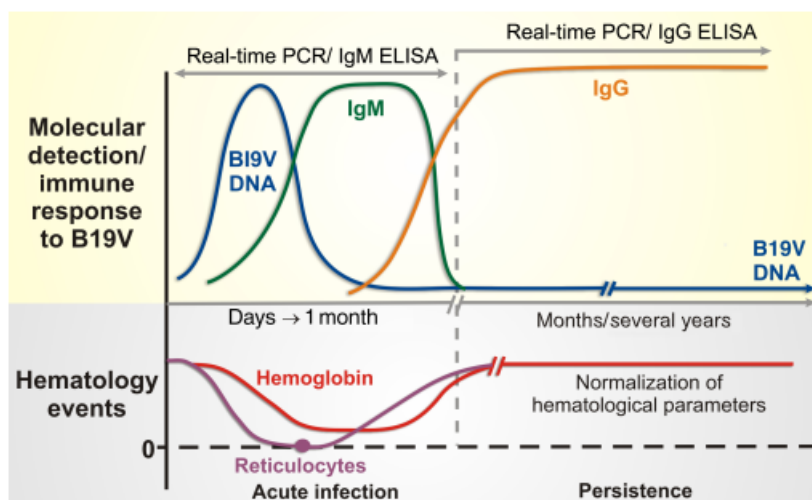 Real-time PCR/ IgM ELISA
Real-time PCR/ IgG ELISA
Molecular
detection/
immune
response
to B19V
BI9V
DNA
IgM
IgG
B19V
DNA
Days → 1 month
Months/several years
Hematology
events
Hemoglobin
Normalization of
hematological parameters
0
Reticulocytes
Acute infection
Persistence